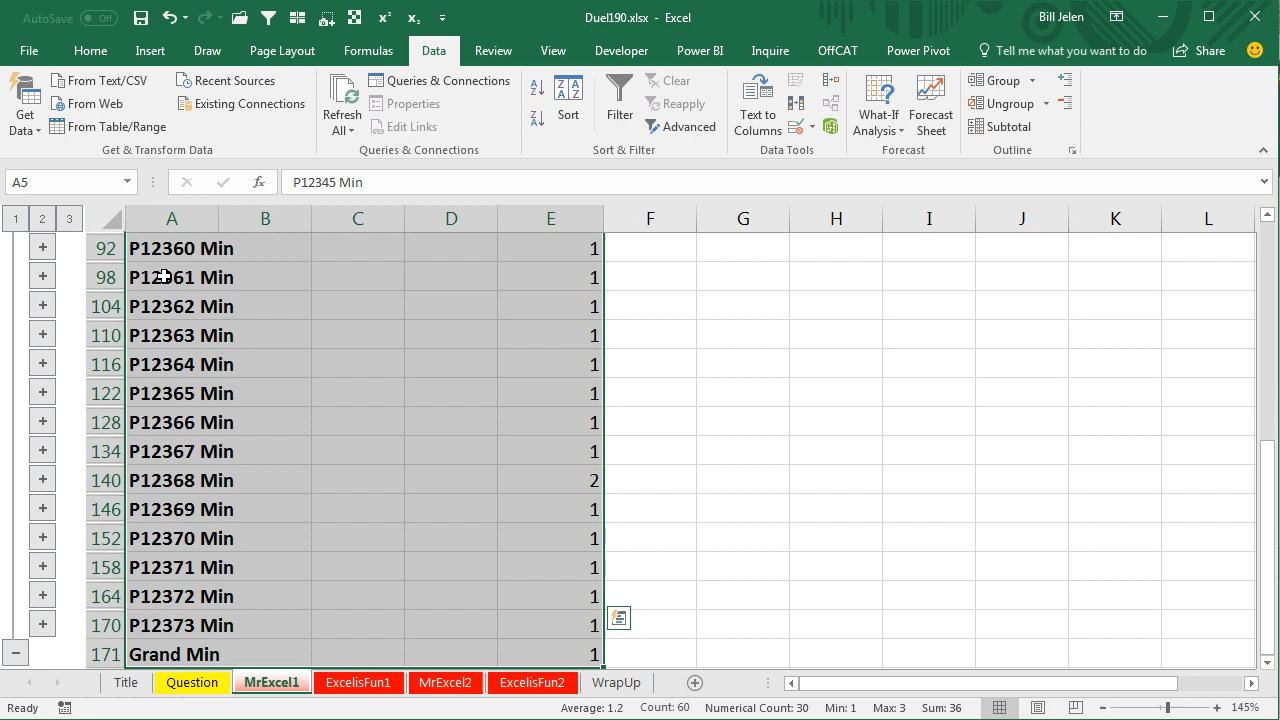 AutoSave Off Duel190.xlsx - Excel Bill Jelen
File Home Insert Draw Page Layout Formulas Data Review View Developer Power BI Inquire OffCAT Power Pivot Tell me what you want to do Share
Get Data
From Text/CSV
From Web
From Table/Range
Recent Sources
Existing Connections
Get & Transform Data
Refresh All
Queries & Connections
Properties
Edit Links
Queries & Connections
Sort
Filter
Clear
Reapply
Advanced
Sort & Filter
Text to Columns
Data Tools
What-If Analysis
Forecast Sheet
Forecast
Group
Ungroup
Subtotal
Outline
A5 fx P12345 Min
1 2 3 A B C D E F G H I J K L
92 P12360 Min 1
98 P12361 Min 1
104 P12362 Min 1
110 P12363 Min 1
116 P12364 Min 1
122 P12365 Min 1
128 P12366 Min 1
134 P12367 Min 1
140 P12368 Min 2
146 P12369 Min 1
152 P12370 Min 1
158 P12371 Min 1
164 P12372 Min 1
170 P12373 Min 1
171 Grand Min 1
Title Question MrExcel1 ExcelisFun1 MrExcel2 ExcelisFun2 WrapUp
Ready Average: 1.2 Count: 60 Numerical Count: 30 Min: 1 Max: 3 Sum: 36 145%